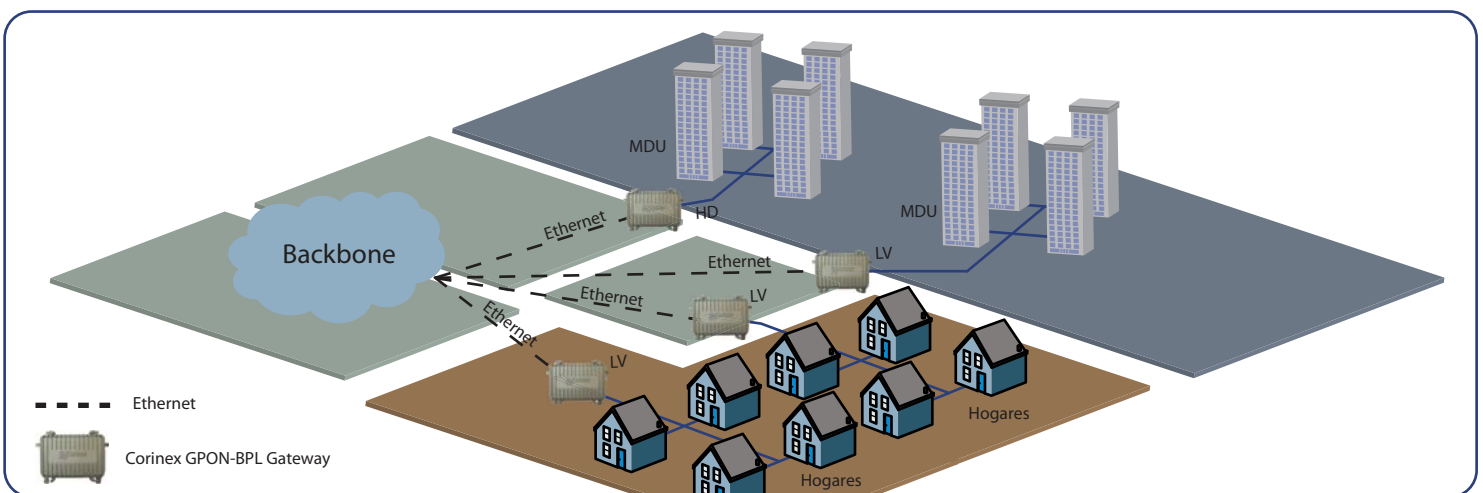 MDU
HD
MDU
Ethernet
Backbone
Ethernet
LV
Ethernet
LV
Ethernet
LV
Hogares
Hogares
Ethernet
Corinex GPON-BPL Gateway